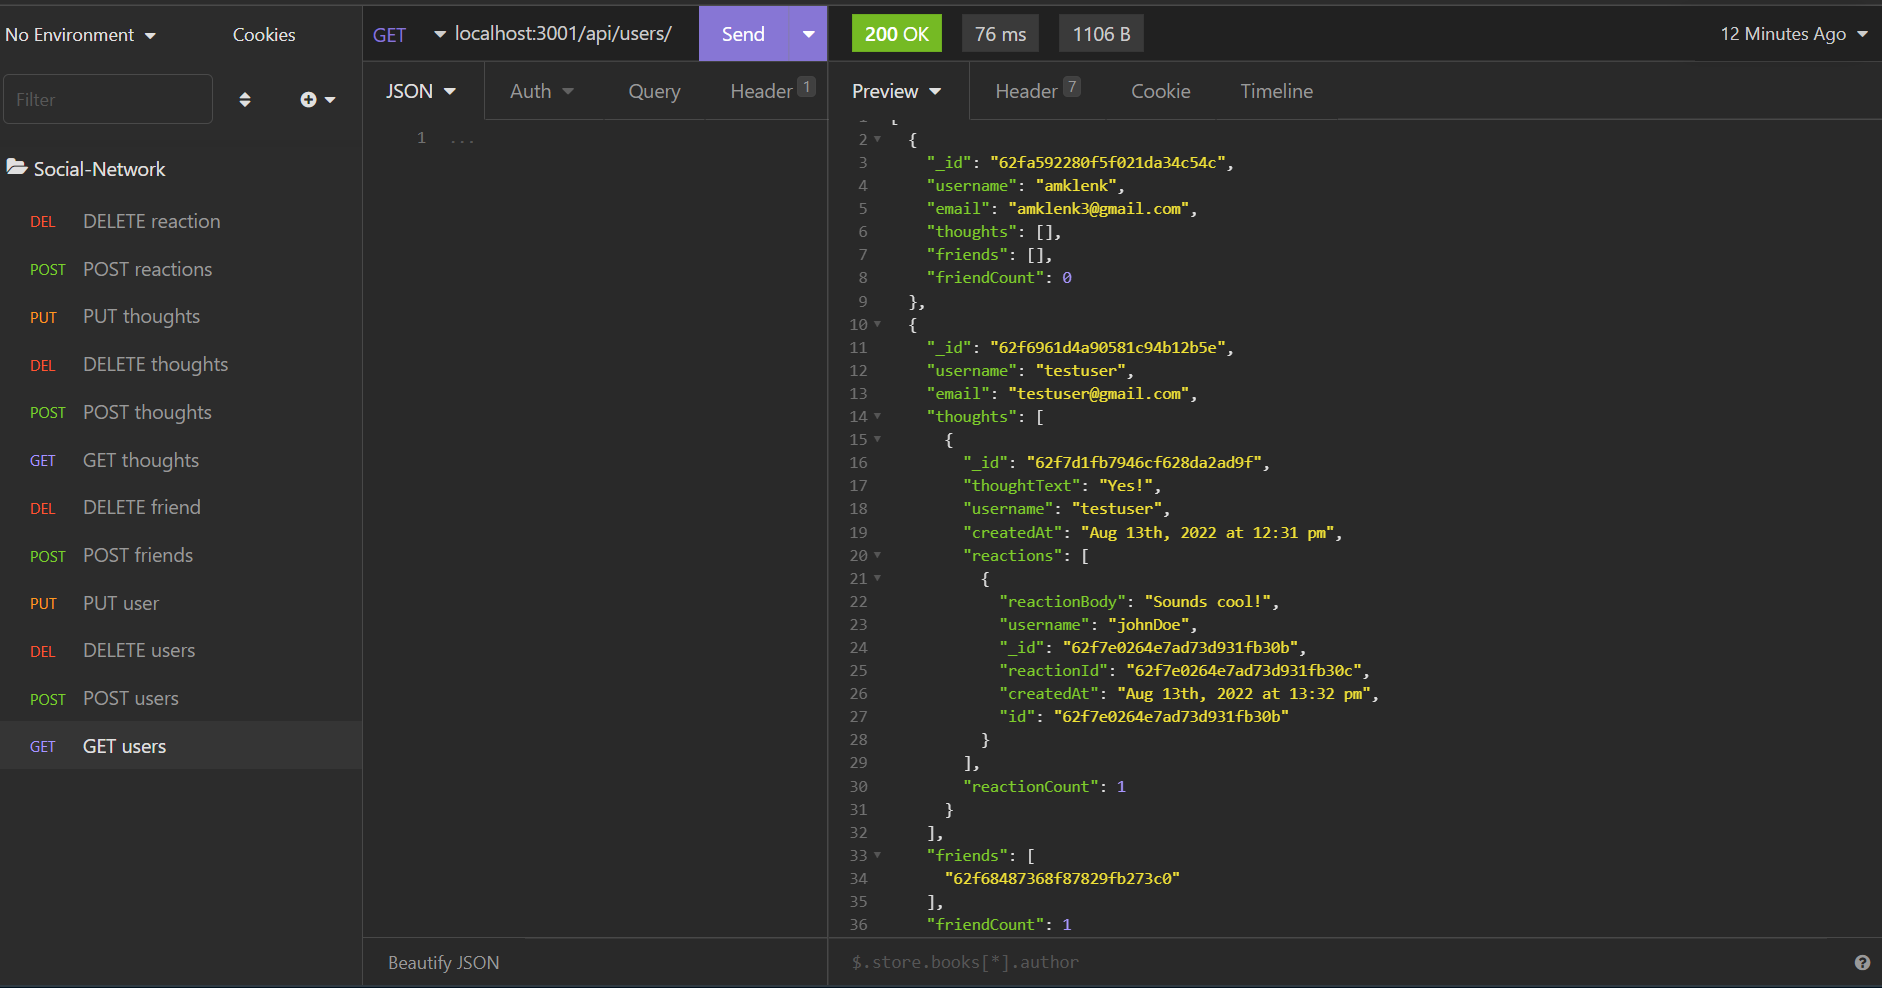 No Environment
Cookies
Filter
Social-Network
DEL DELETE reaction
POST POST reactions
PUT PUT thoughts
DEL DELETE thoughts
POST POST thoughts
GET GET thoughts
DEL DELETE friend
POST POST friends
PUT PUT user
DEL DELETE users
POST POST users
GET GET users
GET localhost:3001/api/users/ Send
JSON Auth Query Header 1
1 ...
Beautify JSON
200 OK 76 ms 1106 B 12 Minutes Ago
Preview Header 7 Cookie Timeline
1 [
2 {
3 "_id": "62fa592280f5f021da34c54c",
4 "username": "amklenk",
5 "email": "amklenk3@gmail.com",
6 "thoughts": [],
7 "friends": [],
8 "friendCount": 0
9 },
10 {
11 "_id": "62f6961d4a90581c94b12b5e",
12 "username": "testuser",
13 "email": "testuser@gmail.com",
14 "thoughts": [
15 {
16 "_id": "62f7d1fb7946cf628da2ad9f",
17 "thoughtText": "Yes!",
18 "username": "testuser",
19 "createdAt": "Aug 13th, 2022 at 12:31 pm",
20 "reactions": [
21 {
22 "reactionBody": "Sounds cool!",
23 "username": "johnDoe",
24 "_id": "62f7e0264e7ad73d931fb30b",
25 "reactionId": "62f7e0264e7ad73d931fb30c",
26 "createdAt": "Aug 13th, 2022 at 13:32 pm",
27 "id": "62f7e0264e7ad73d931fb30b"
28 }
29 ],
30 "reactionCount": 1
31 }
32 ],
33 "friends": [
34 "62f68487368f87829fb273c0"
35 ],
36 "friendCount": 1
$.store.books[*].author